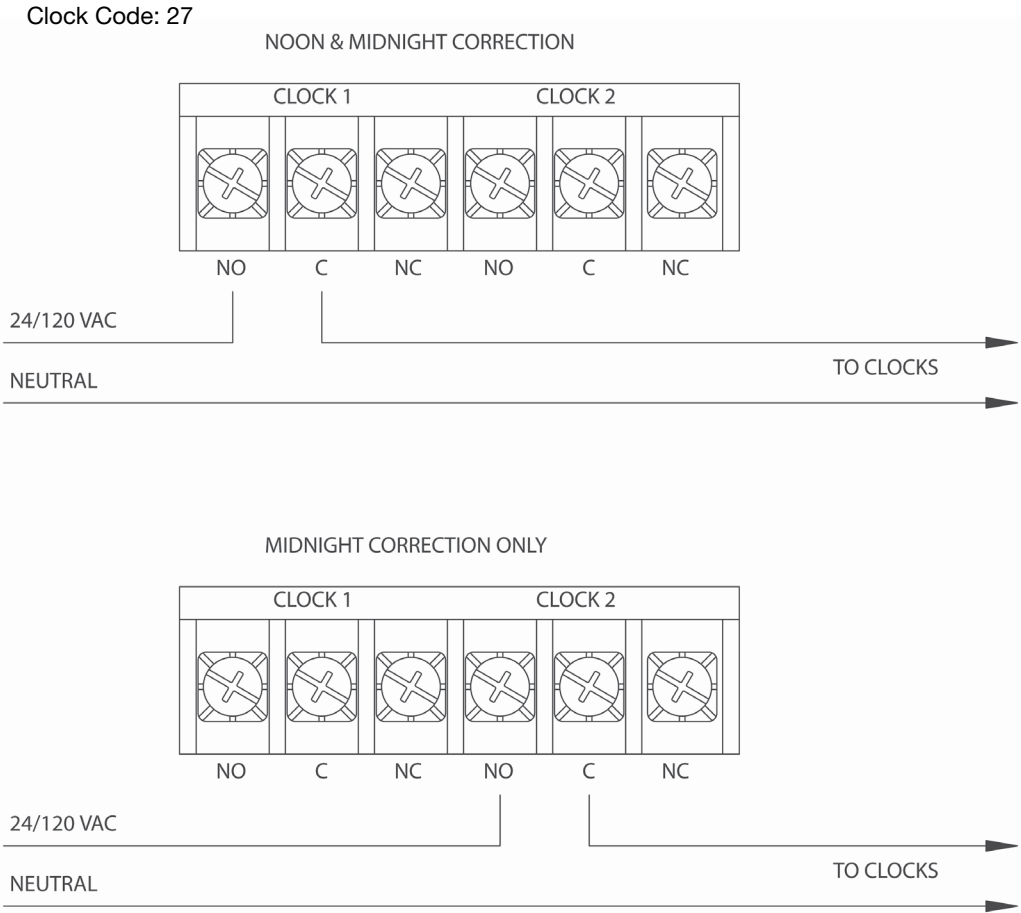 Clock Code: 27
NOON & MIDNIGHT CORRECTION
CLOCK 1 CLOCK 2
NO C NC NO C NC
24/120 VAC
TO CLOCKS
NEUTRAL
MIDNIGHT CORRECTION ONLY
CLOCK 1 CLOCK 2
NO C NC NO C NC
24/120 VAC
TO CLOCKS
NEUTRAL